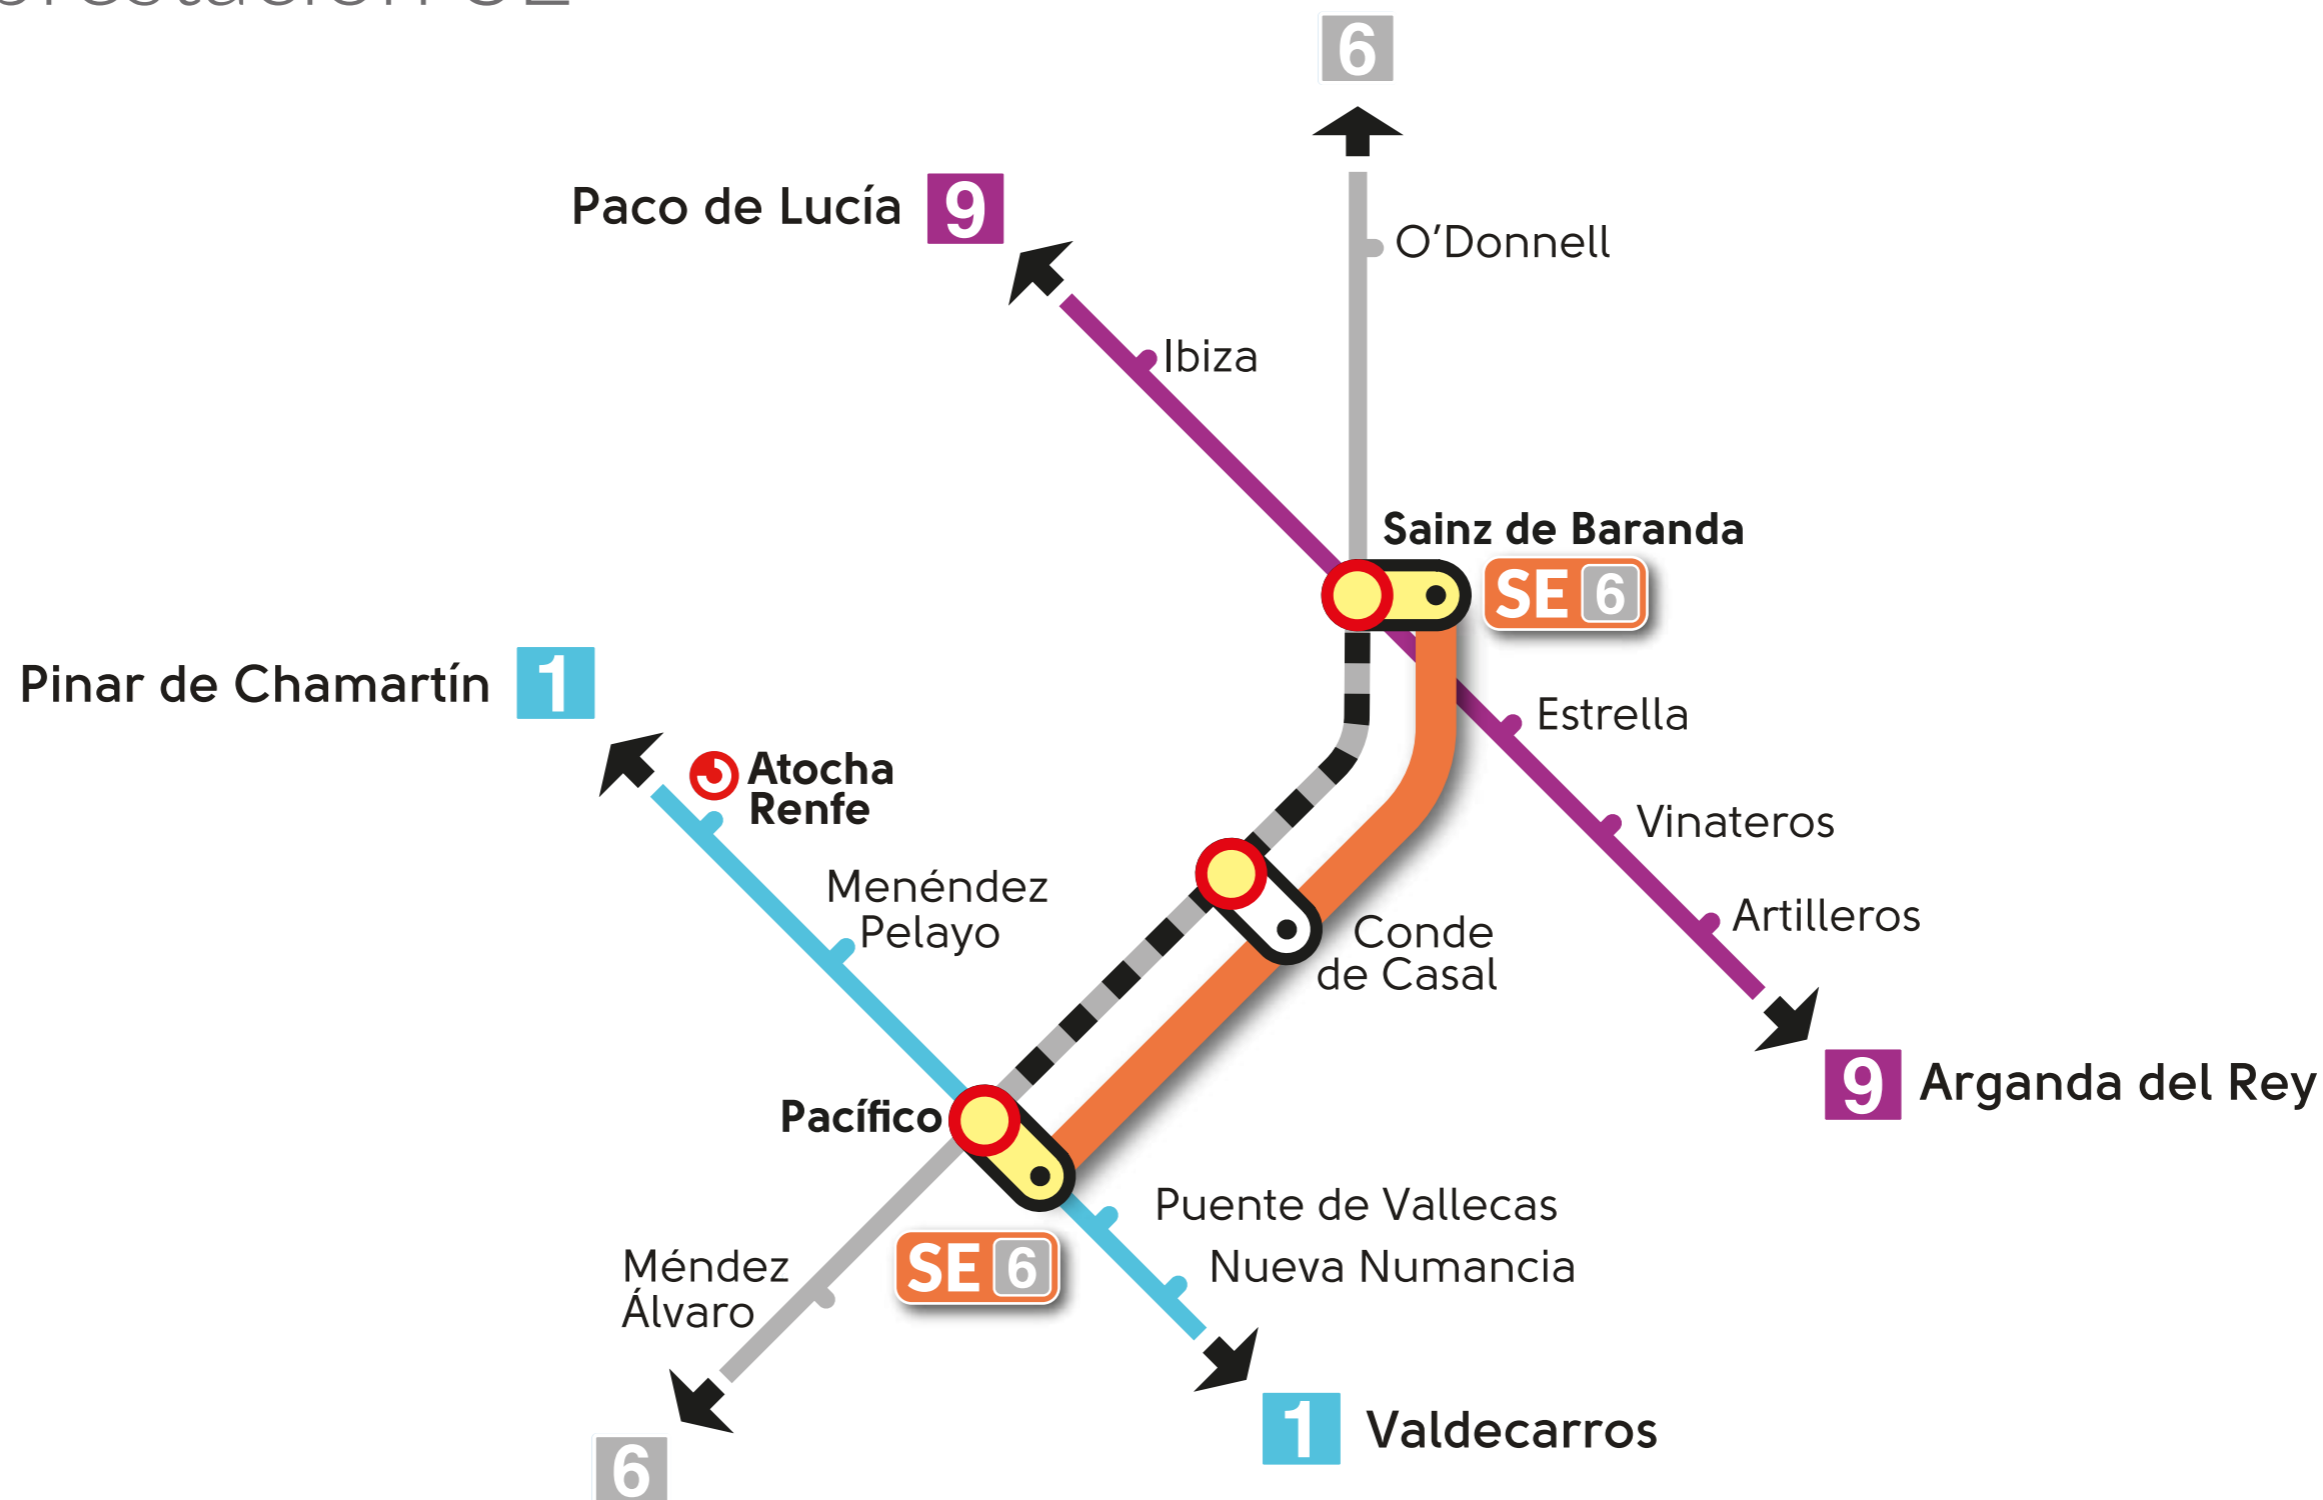 6
Paco de Lucía 9
O'Donnell
Ibiza
Sainz de Baranda
SE 6
Pinar de Chamartín 1
Estrella
Atocha
Renfe
Vinateros
Menéndez
Pelayo
Artilleros
Conde
de Casal
9 Arganda del Rey
Pacífico
Puente de Vallecas
Nueva Numancia
SE 6
Méndez
Álvaro
1 Valdecarros
6